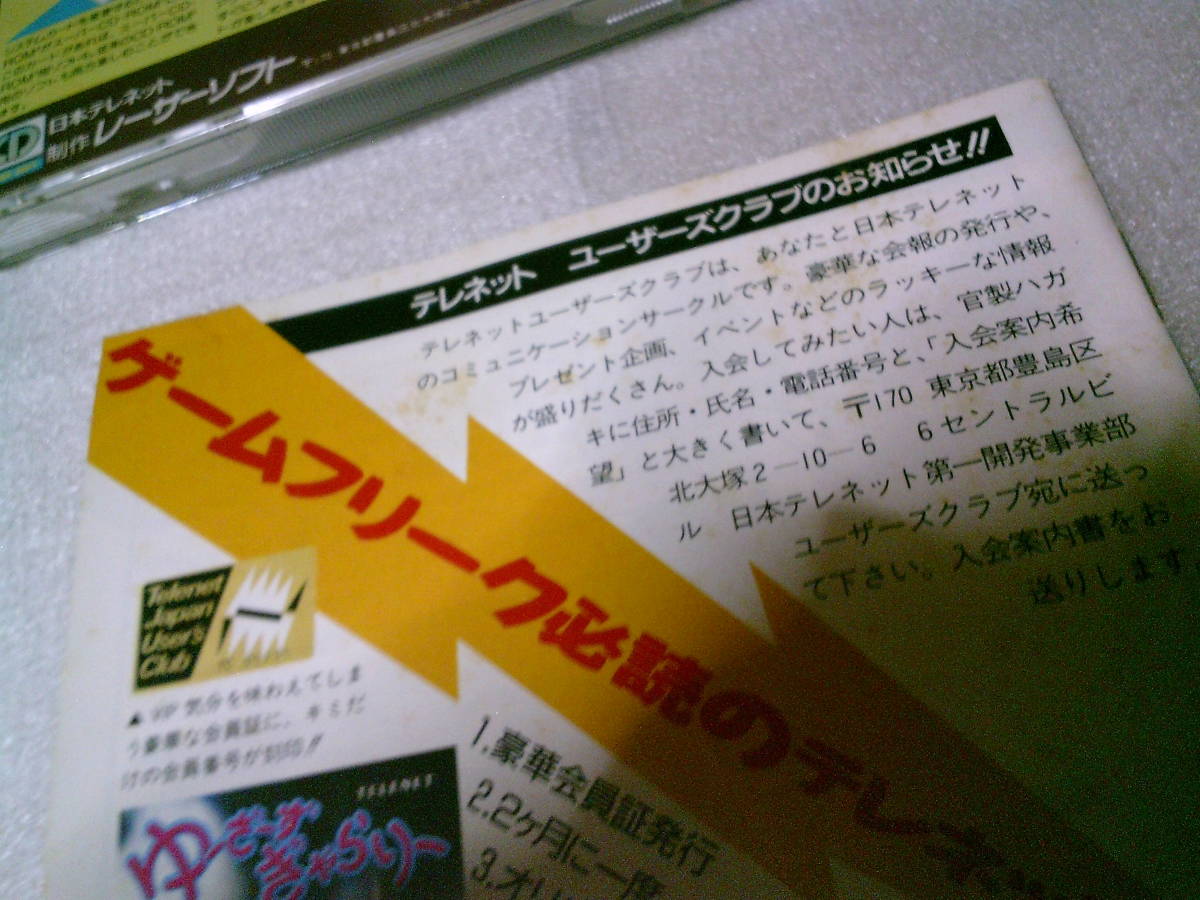 日本テレネット
制作 レーザーソフト
CD
テレネット ユーザーズクラブのお知らせ!!
テレネットユーザーズクラブは、あなたと日本テレネット
のコミュニケーションサークルです。豪華な会報の発行や、
プレゼント企画、イベントなどのラッキーな情報
が盛りだくさん。入会してみたい人は、官製ハガ
キに住所・氏名・電話番号と、「入会案内希
望」と大きく書いて、〒170 東京都豊島区
北大塚2-10-6 6セントラルビ
ル 日本テレネット第一開発事業部
ユーザーズクラブ宛に送っ
て下さい。入会案内書をお
送りします
ゲームフリーク必読のテレネッ
Telenet
Japan
User's
Club
▲VIP気分を味わえてしま
う豪華な会員証に、キミだ
けの会員番号が刻印!!
TELENET
ゆーざーず
ぎゃらりー
1.豪華会員証発行
2.2ヶ月に一度
3.オリ